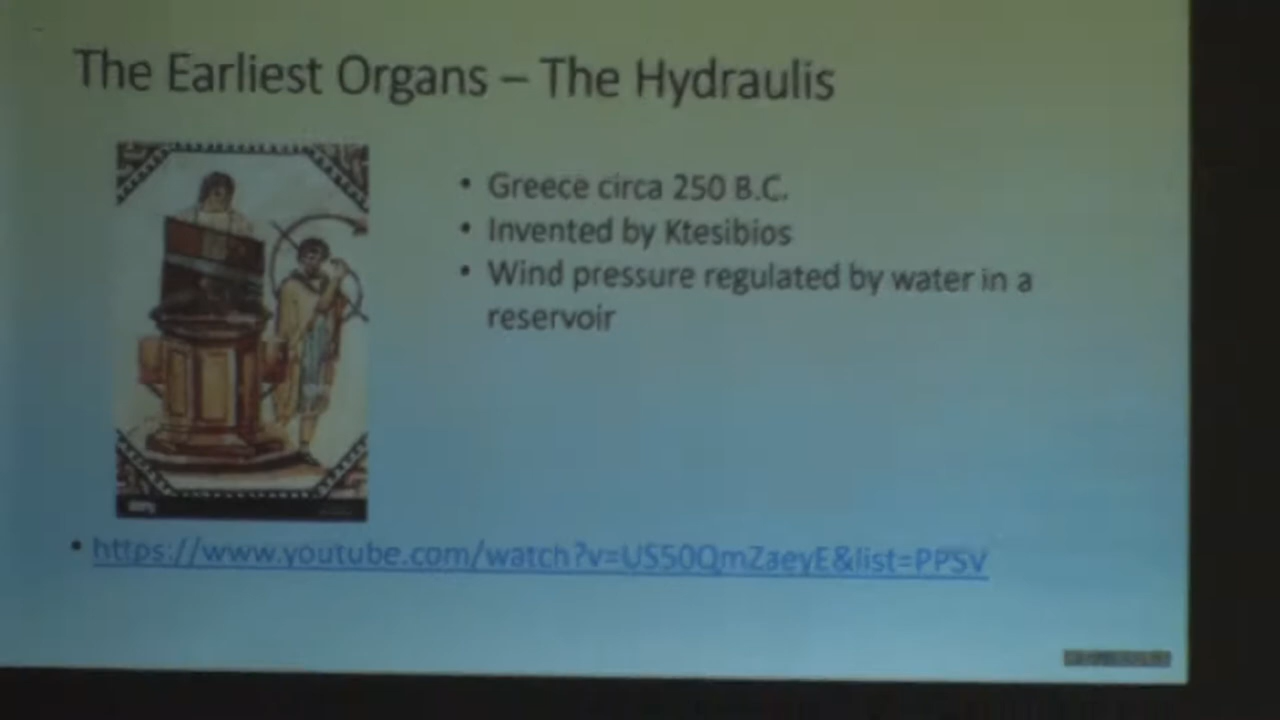 The Earliest Organs – The Hydraulis
• Greece circa 250 B.C.
• Invented by Ktesibios
• Wind pressure regulated by water in a
reservoir
• https://www.youtube.com/watch?v=US50QmZaeyE&list=PPSV